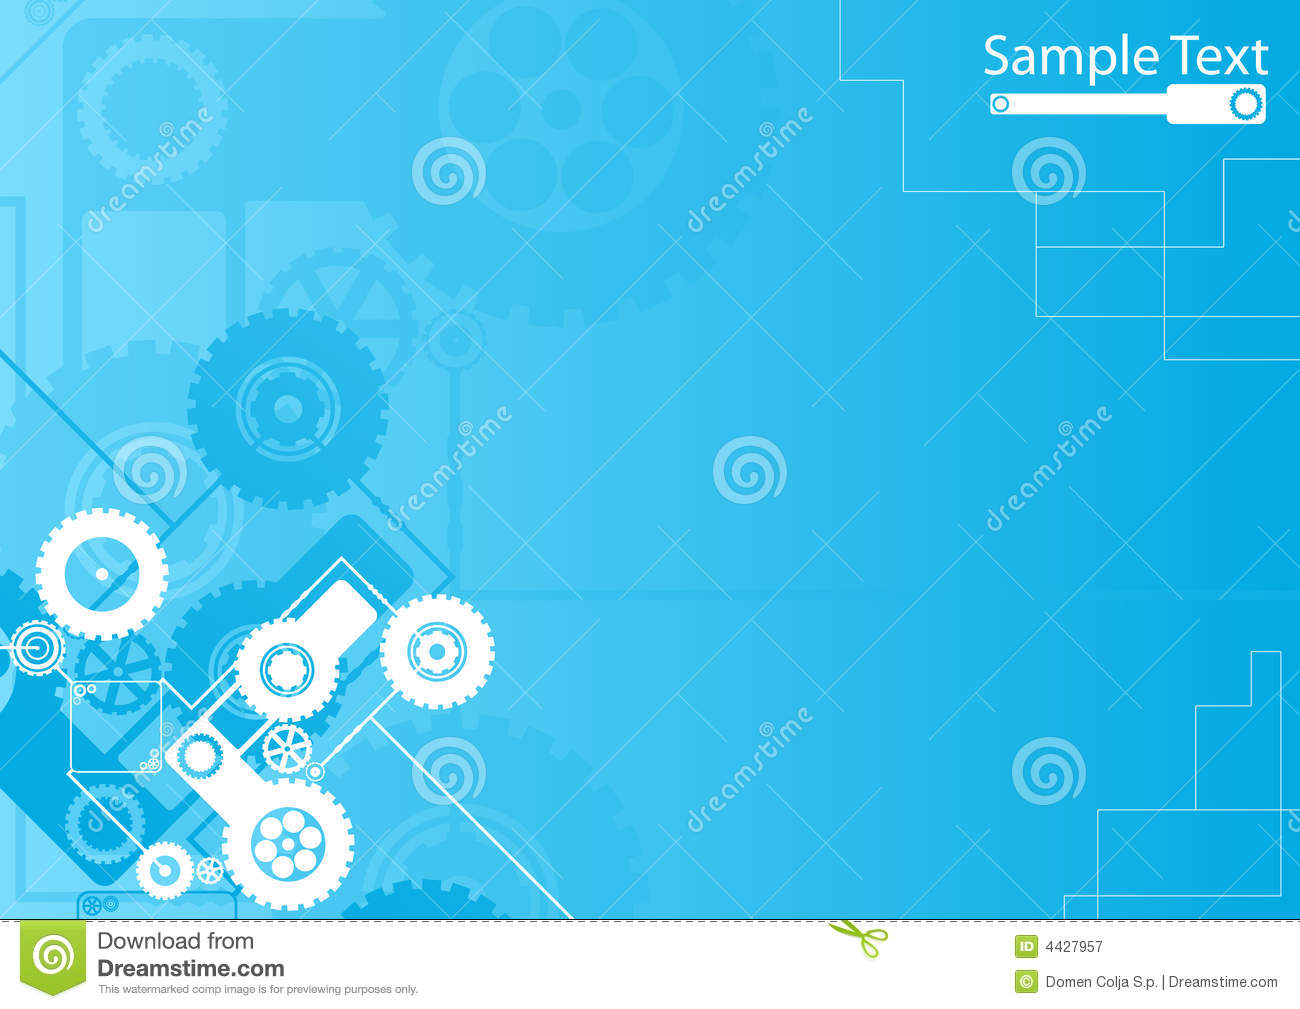 Sample Text
dreamstime
dreamstime
dreamstime
dreamstime
dreamstime
Download from
Dreamstime.com
This watermarked comp image is for previewing purposes only.
ID 4427957
© Domen Colja S.p. | Dreamstime.com